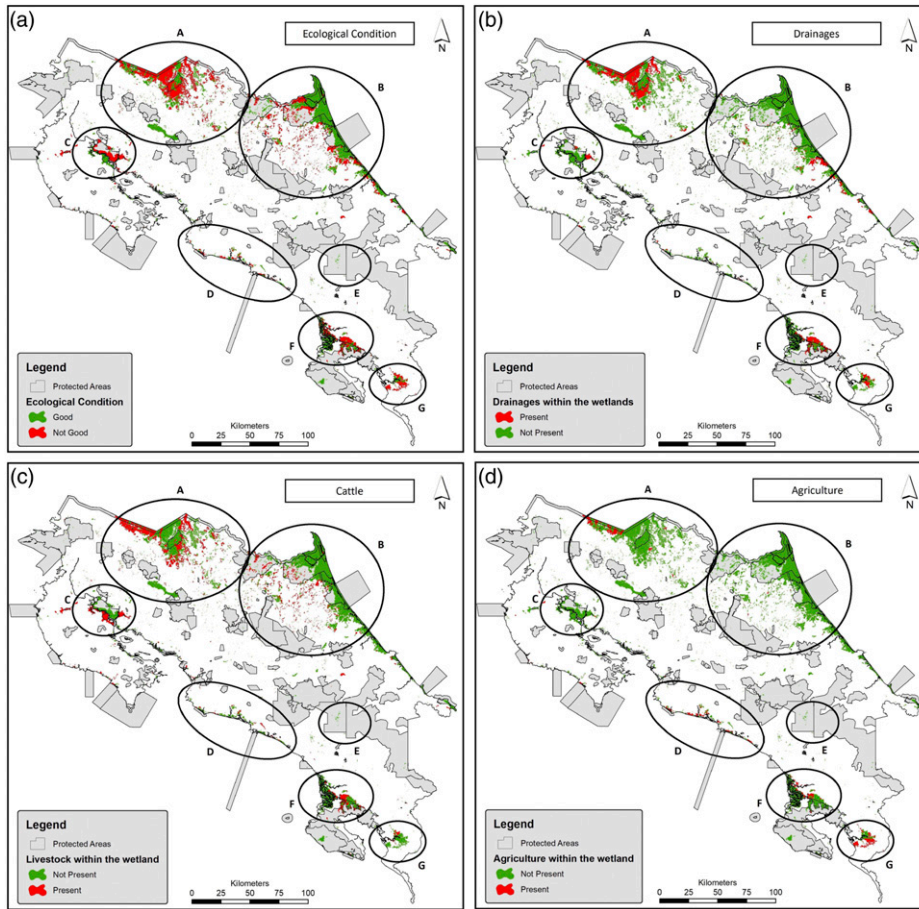 (a)
A
Ecological Condition
N
B
C
D
E
F
G
Legend
Protected Areas
Ecological Condition
Good
Not Good
Kilometers
0 25 50 75 100
(b)
A
Drainages
N
B
C
D
E
F
G
Legend
Protected Areas
Drainages within the wetlands
Present
Not Present
Kilometers
0 25 50 75 100
(c)
A
Cattle
N
B
C
D
E
F
G
Legend
Protected Areas
Livestock within the wetland
Not Present
Present
Kilometers
0 25 50 75 100
(d)
A
Agriculture
N
B
C
D
E
F
G
Legend
Protected Areas
Agriculture within the wetland
Not Present
Present
Kilometers
0 25 50 75 100